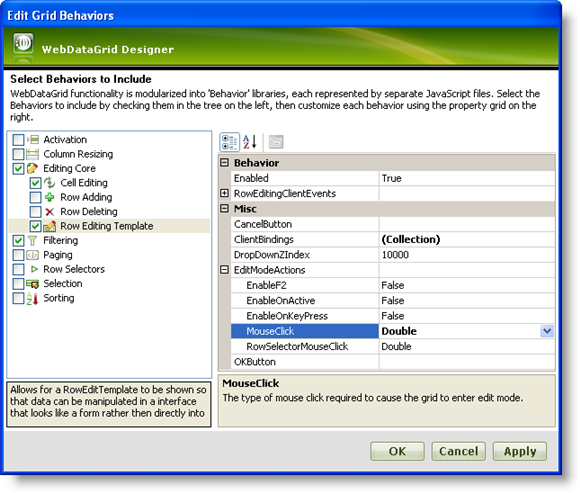 Edit Grid Behaviors
WebDataGrid Designer
Select Behaviors to Include
WebDataGrid functionality is modularized into 'Behavior' libraries, each represented by separate JavaScript files. Select the
Behaviors to include by checking them in the tree on the left, then customize each behavior using the property grid on the
right.
Activation
Column Resizing
Editing Core
Cell Editing
Row Adding
Row Deleting
Row Editing Template
Filtering
Paging
Row Selectors
Selection
Sorting
Allows for a RowEditTemplate to be shown so
that data can be manipulated in a interface
that looks like a form rather then directly into
Behavior
Enabled True
RowEditingClientEvents
Misc
CancelButton
ClientBindings (Collection)
DropDownZIndex 10000
EditModeActions
EnableF2 False
EnableOnActive False
EnableOnKeyPress False
MouseClick Double
RowSelectorMouseClick Double
OKButton
MouseClick
The type of mouse click required to cause the grid to enter edit mode.
OK Cancel Apply